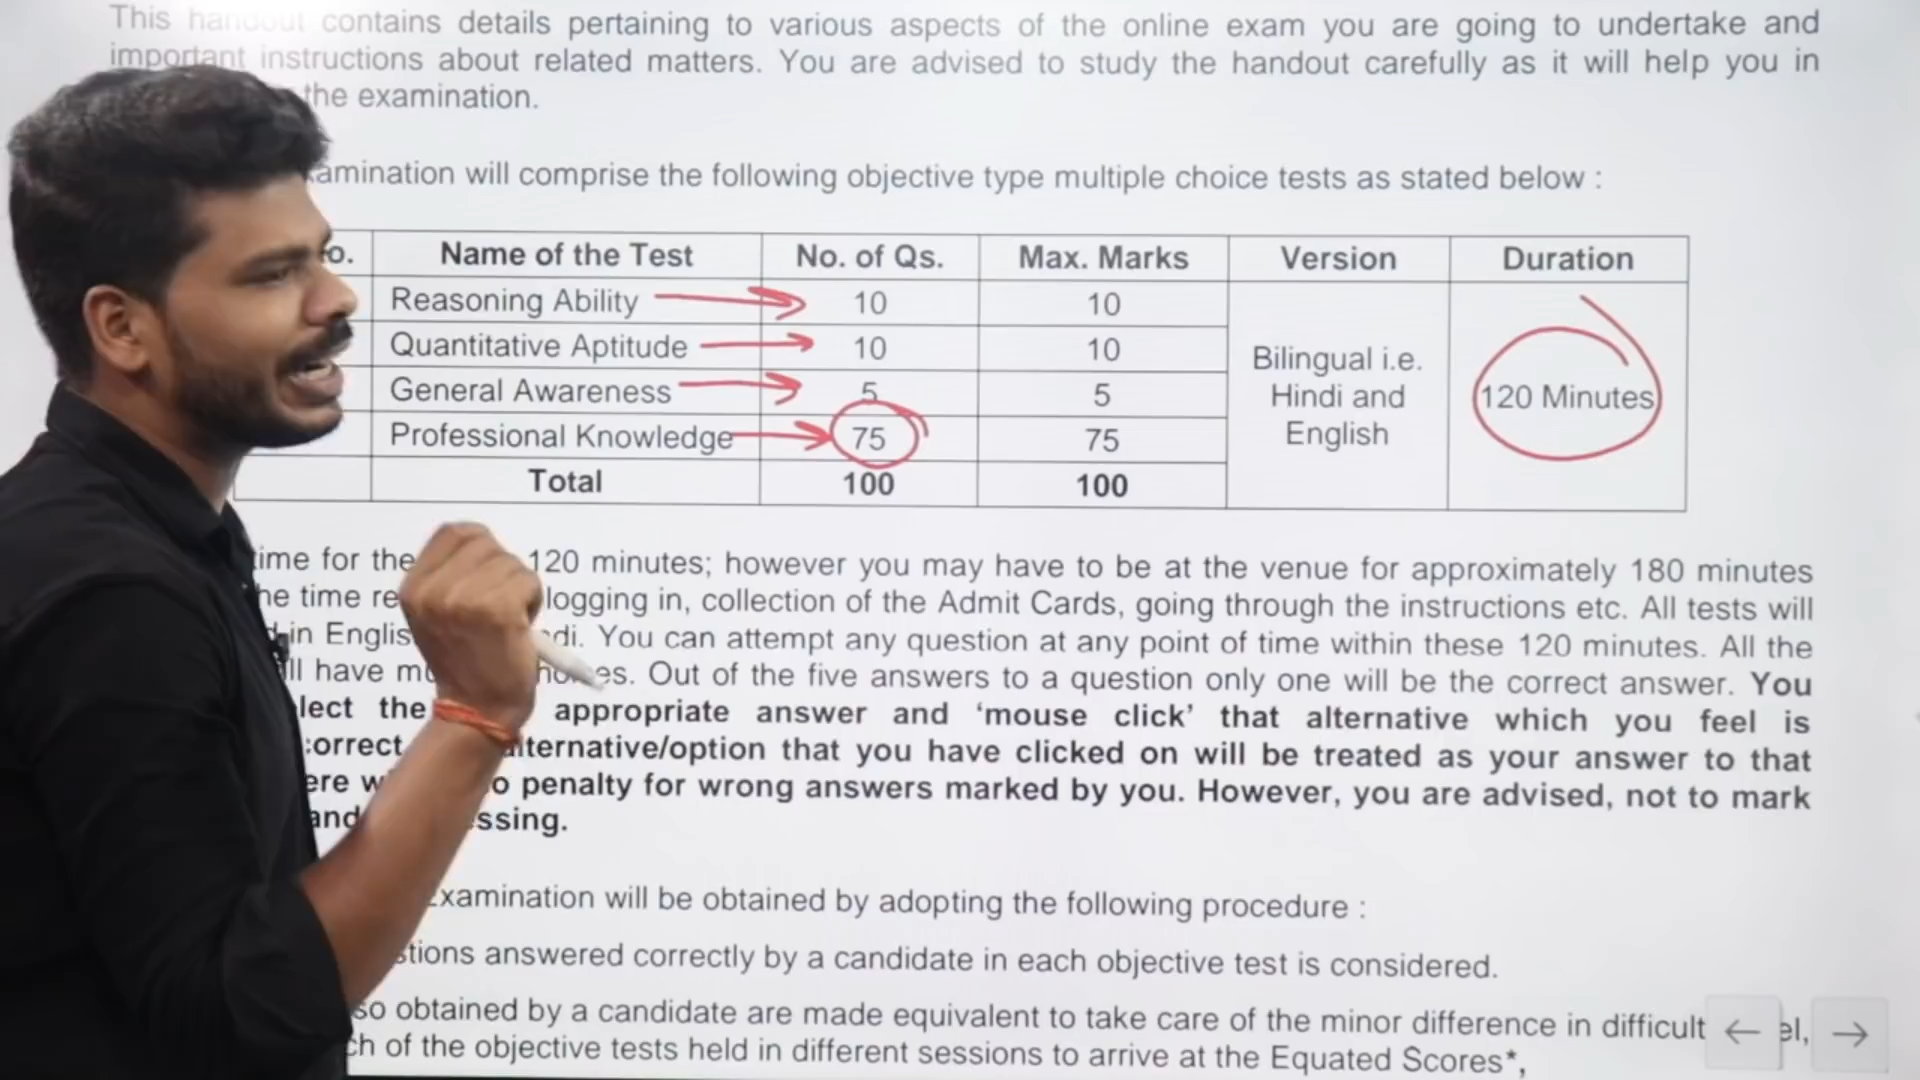 This handout contains details pertaining to various aspects of the online exam you are going to undertake and
important instructions about related matters. You are advised to study the handout carefully as it will help you in
the examination.
amination will comprise the following objective type multiple choice tests as stated below :
o. Name of the Test No. of Qs. Max. Marks Version Duration
Reasoning Ability 10 10
Quantitative Aptitude 10 10
General Awareness 5 5
Professional Knowledge 75 75
Bilingual i.e.
Hindi and
English
120 Minutes
Total 100 100
time for the 120 minutes; however you may have to be at the venue for approximately 180 minutes
he time re logging in, collection of the Admit Cards, going through the instructions etc. All tests will
in Englis di. You can attempt any question at any point of time within these 120 minutes. All the
ll have mu es. Out of the five answers to a question only one will be the correct answer. You
lect the appropriate answer and ‘mouse click’ that alternative which you feel is
correct alternative/option that you have clicked on will be treated as your answer to that
ere w o penalty for wrong answers marked by you. However, you are advised, not to mark
and ssing.
Examination will be obtained by adopting the following procedure :
stions answered correctly by a candidate in each objective test is considered.
so obtained by a candidate are made equivalent to take care of the minor difference in difficult el,
ch of the objective tests held in different sessions to arrive at the Equated Scores*,